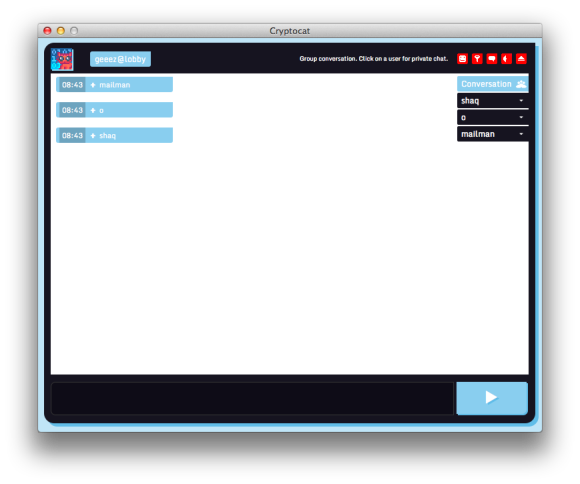 Cryptocat
geeez@lobby
Group conversation. Click on a user for private chat.
08:43 + mailman
08:43 + o
08:43 + shaq
Conversation
shaq
o
mailman